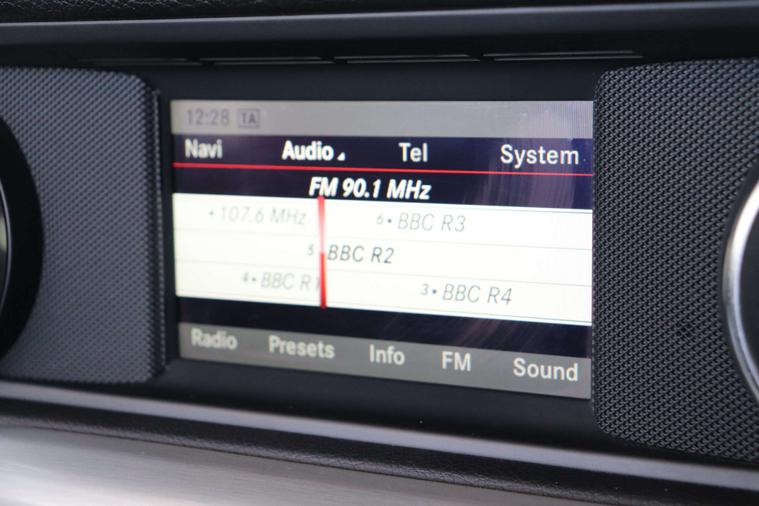 12:28 TA
Navi Audio Tel System
FM 90.1 MHz
• 107.6 MHz 6• BBC R3
5 BBC R2
4• BBC R1 3• BBC R4
Radio Presets Info FM Sound